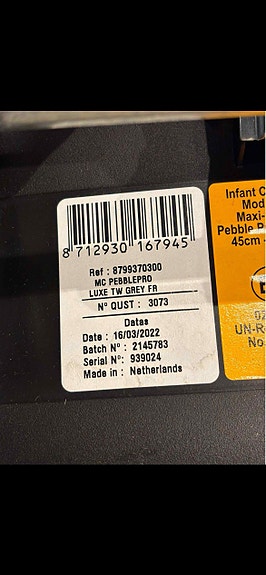 8 712930 167945
Ref : 8799370300
MC PEBBLEPRO
LUXE TW GREY FR
N° QUST : 3073
Datas
Date : 16/03/2022
Batch N° : 2145783
Serial N° : 939024
Made in : Netherlands
Infant C
Mod
Maxi-
Pebble P
45cm -
E
02
UN-R
No